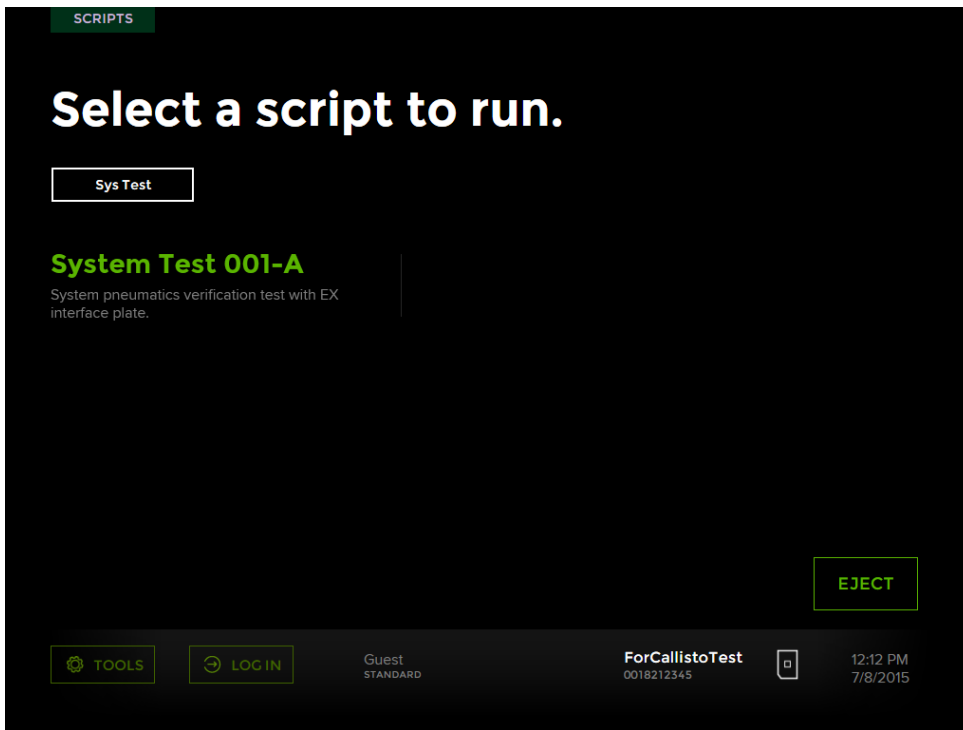 SCRIPTS
Select a script to run.
Sys Test
System Test 001-A
System pneumatics verification test with EX
interface plate.
EJECT
TOOLS
LOG IN
Guest
STANDARD
ForCallistoTest
0018212345
12:12 PM
7/8/2015